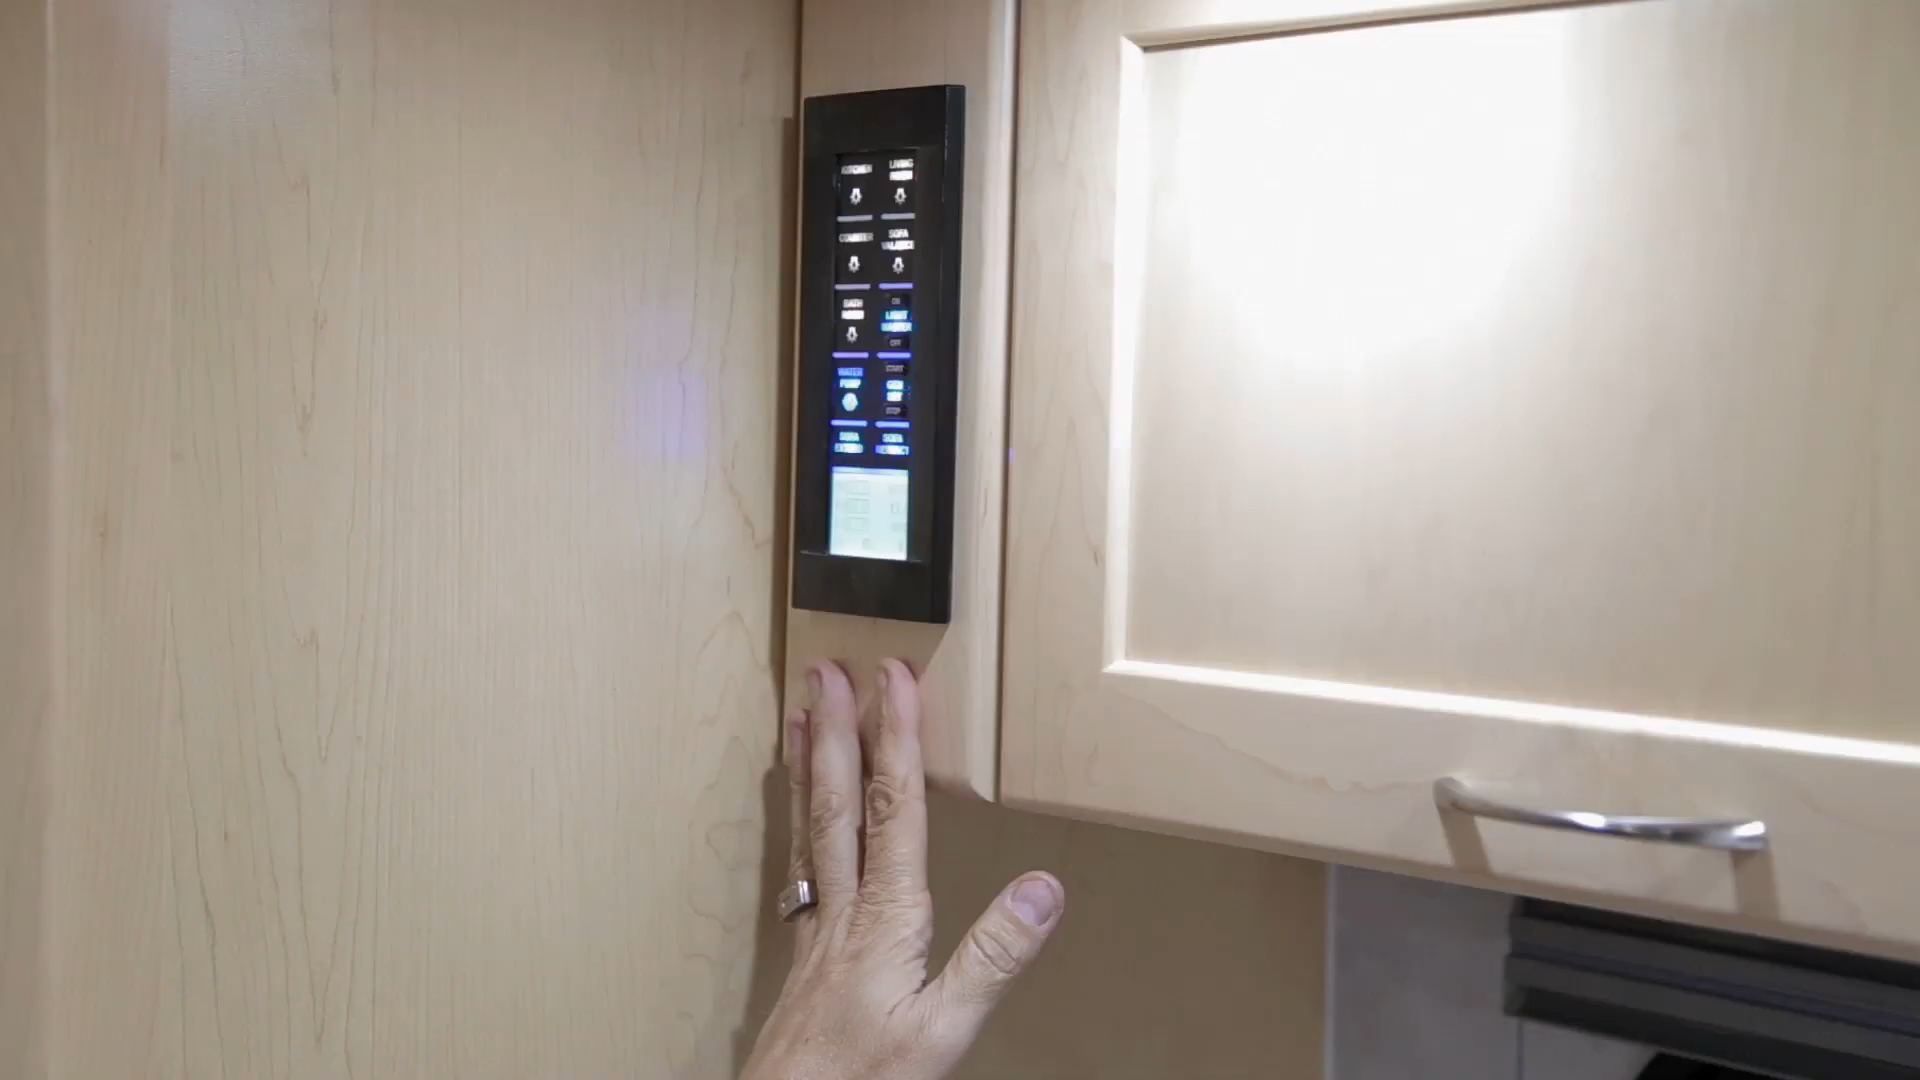 KITCHEN
LIVING
ROOM
COUNTER
SOFA
VALANCE
BATH
ROOM
ON
LIGHT
MASTER
OFF
WATER
PUMP
START
GEN
SET
STOP
SOFA
EXTEND
SOFA
RETRACT